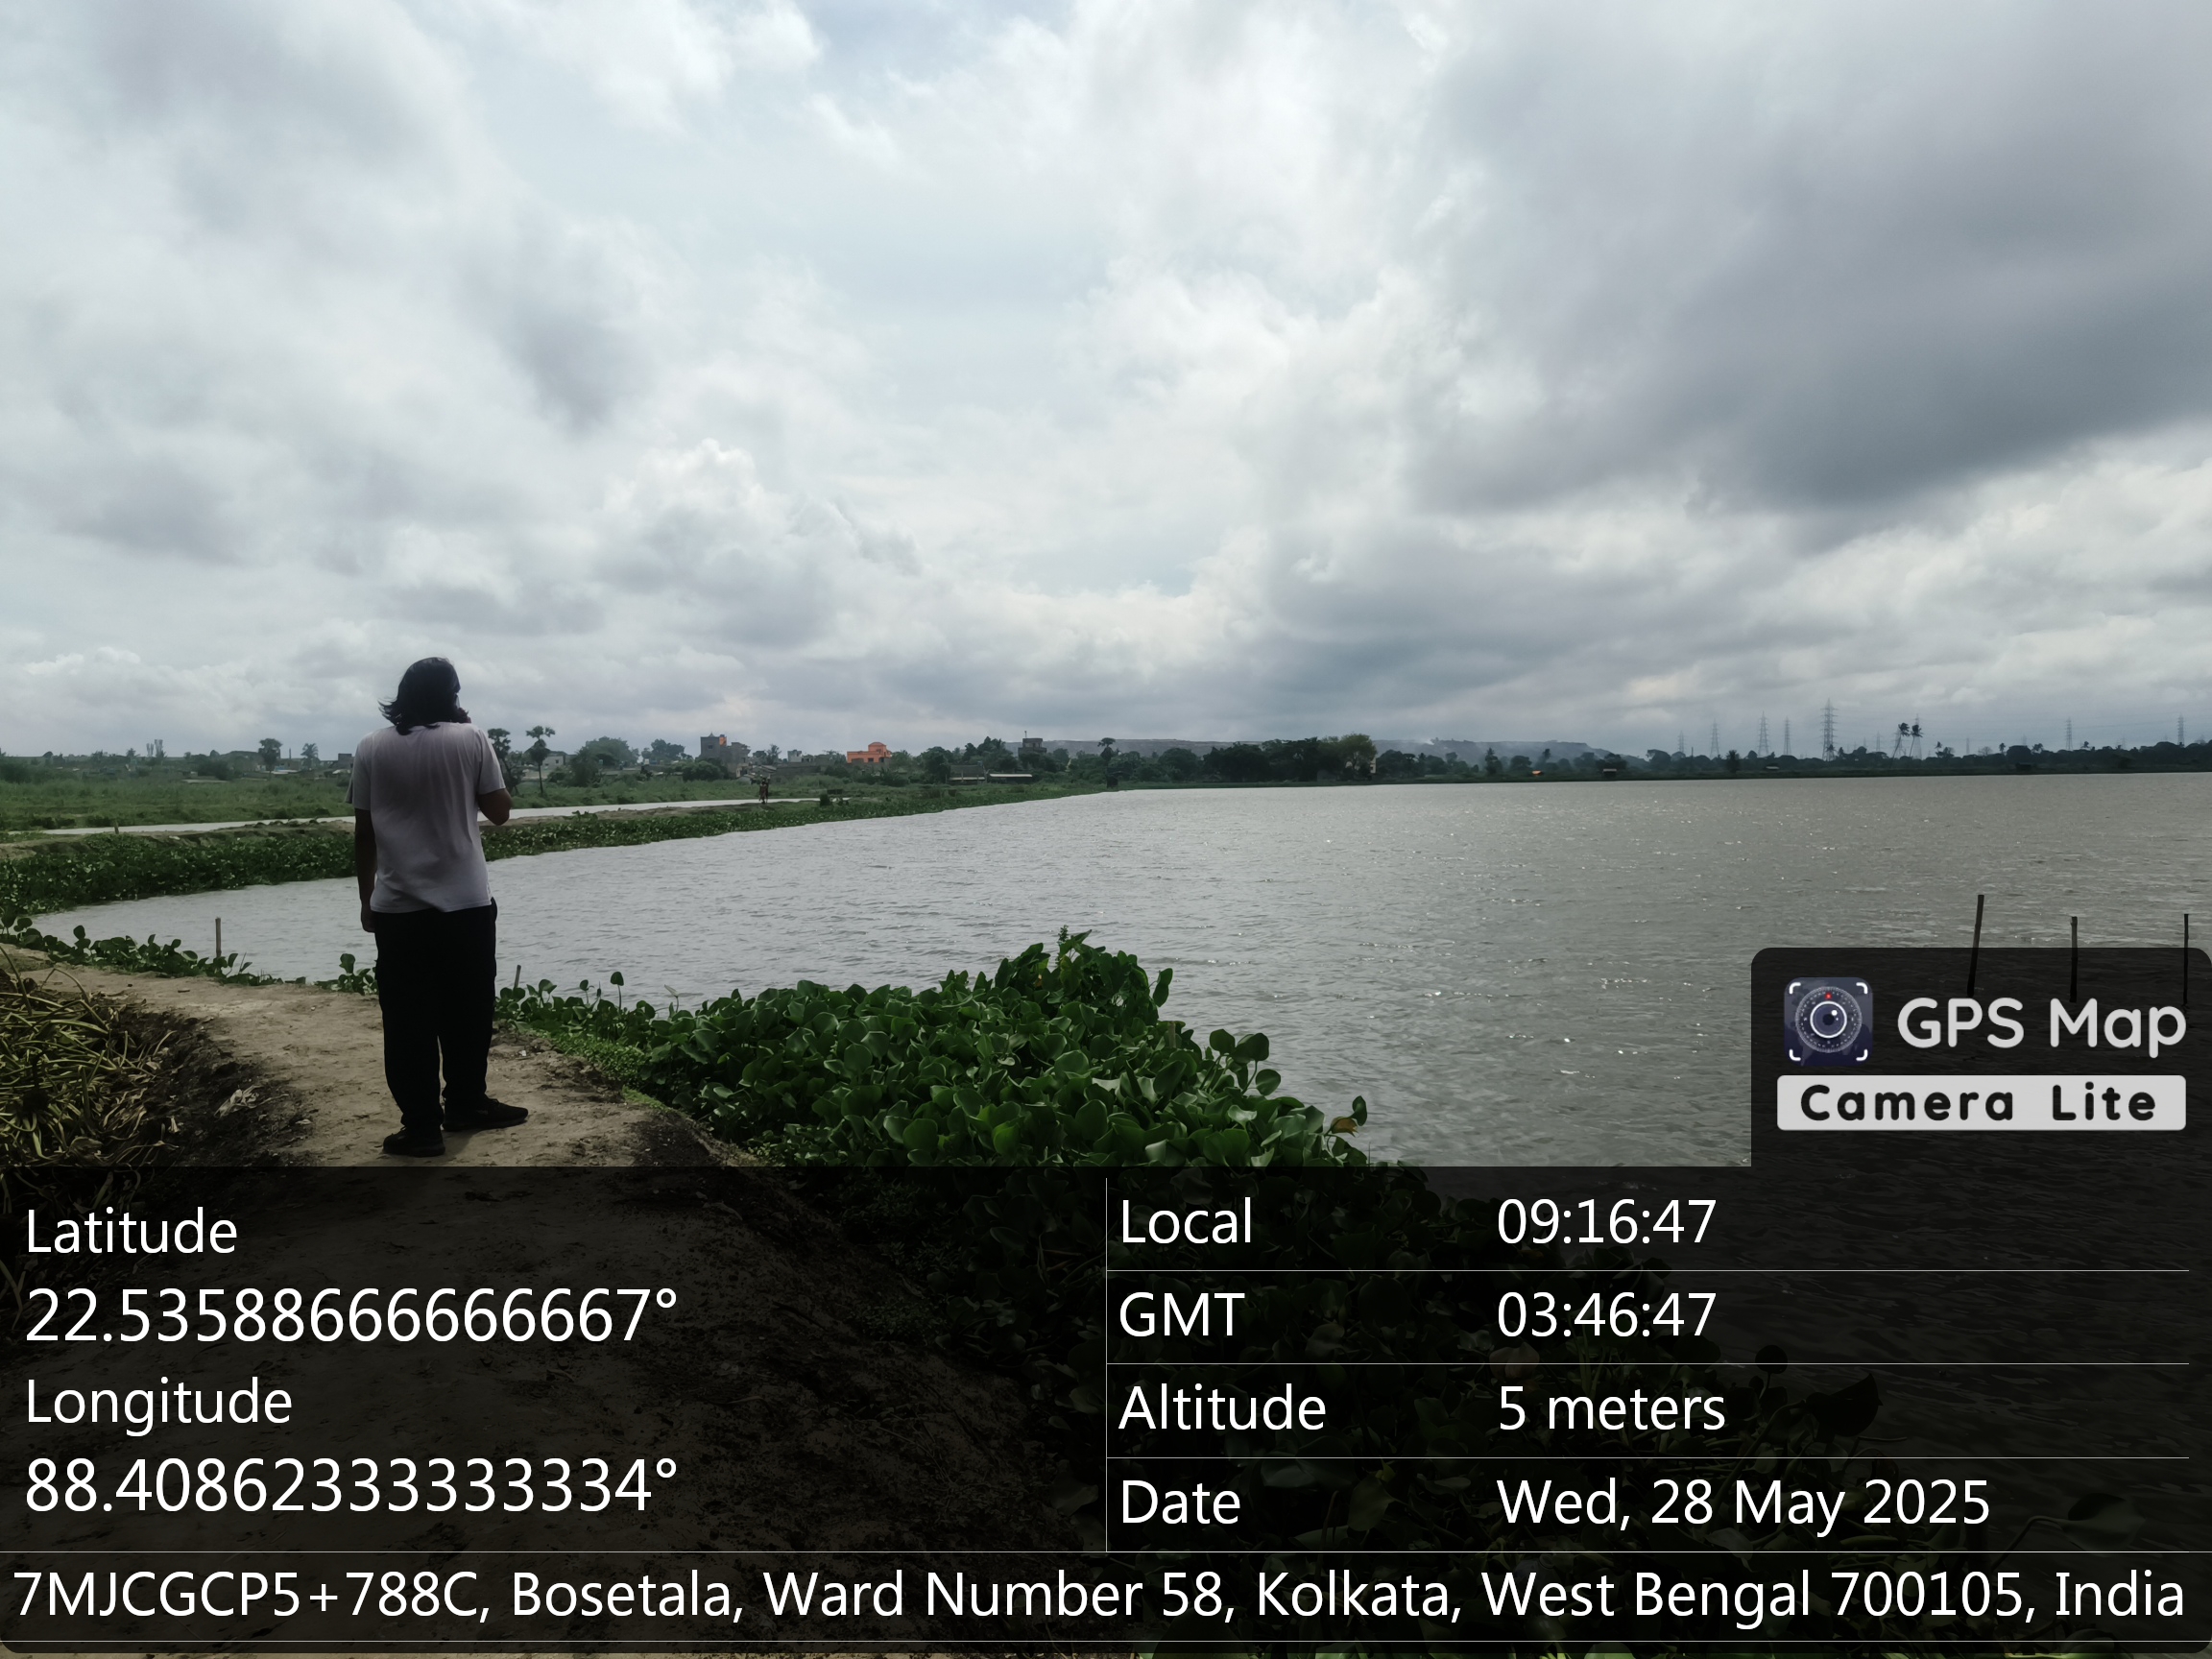 GPS Map
Camera Lite
Latitude
22.53588666666667°
Longitude
88.40862333333334°
Local 09:16:47
GMT 03:46:47
Altitude 5 meters
Date Wed, 28 May 2025
7MJCGCP5+788C, Bosetala, Ward Number 58, Kolkata, West Bengal 700105, India